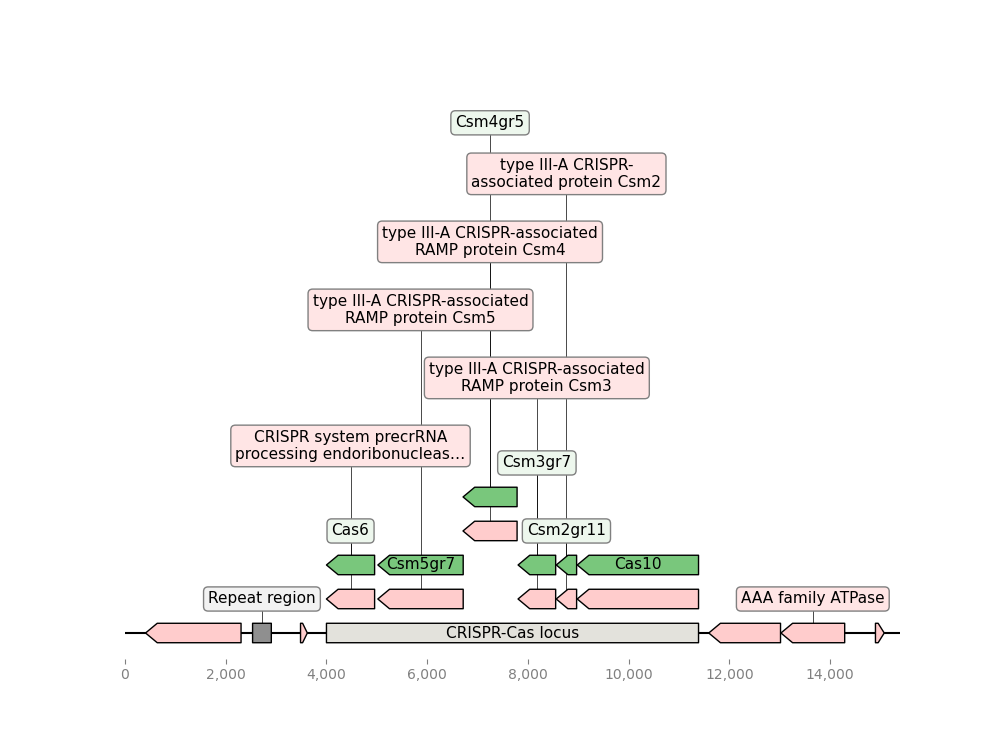 Csm4gr5
type III-A CRISPR-
associated protein Csm2
type III-A CRISPR-associated
RAMP protein Csm4
type III-A CRISPR-associated
RAMP protein Csm5
type III-A CRISPR-associated
RAMP protein Csm3
CRISPR system precrRNA
processing endoribonucleas...
Csm3gr7
Cas6
Csm2gr11
Csm5gr7
Cas10
Repeat region
AAA family ATPase
CRISPR-Cas locus
0 2,000 4,000 6,000 8,000 10,000 12,000 14,000